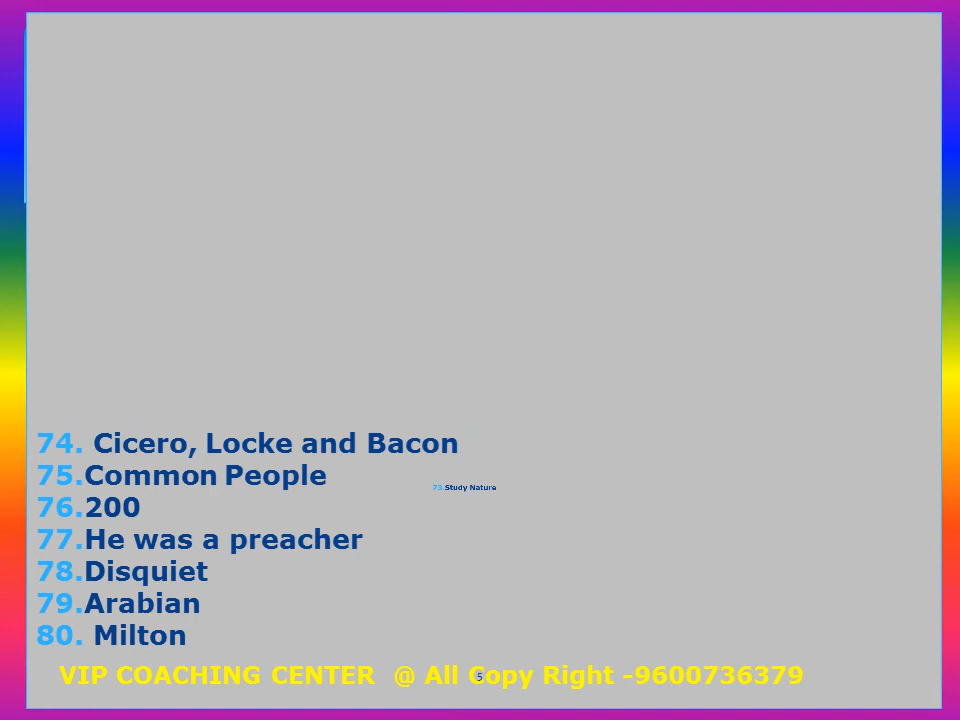 74. Cicero, Locke and Bacon
75.Common People
73.Study Nature
76.200
77.He was a preacher
78.Disquiet
79.Arabian
80. Milton
VIP COACHING CENTER @ All Copy Right -9600736379
5